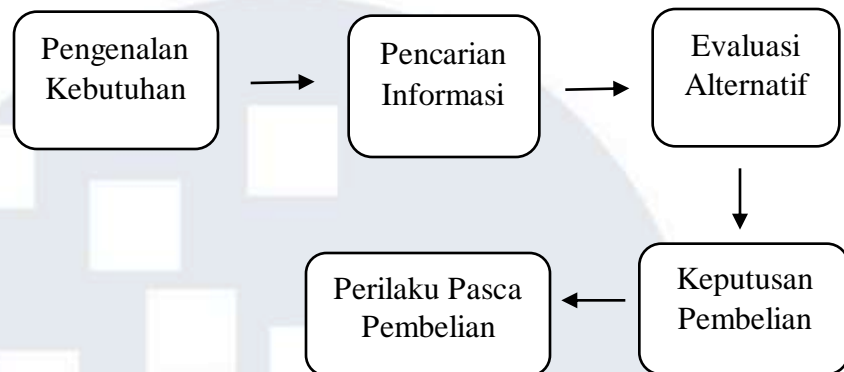 Pengenalan
Kebutuhan
Pencarian
Informasi
Evaluasi
Alternatif
Keputusan
Pembelian
Perilaku Pasca
Pembelian